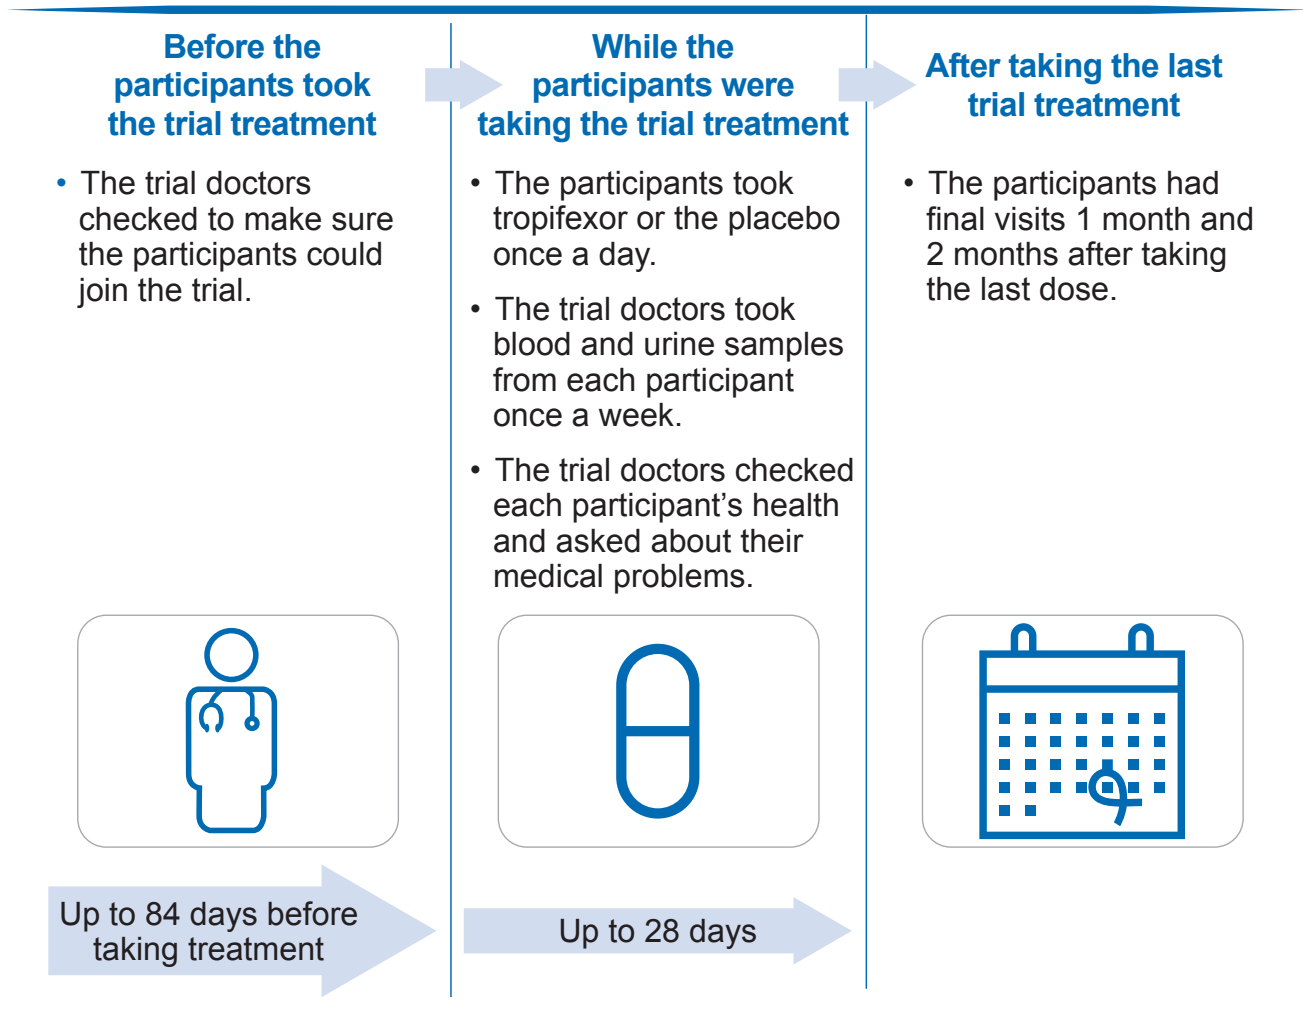 Before the
participants took
the trial treatment
• The trial doctors
checked to make sure
the participants could
join the trial.
Up to 84 days before
taking treatment
While the
participants were
taking the trial treatment
• The participants took
tropifexor or the placebo
once a day.
• The trial doctors took
blood and urine samples
from each participant
once a week.
• The trial doctors checked
each participant’s health
and asked about their
medical problems.
Up to 28 days
After taking the last
trial treatment
• The participants had
final visits 1 month and
2 months after taking
the last dose.